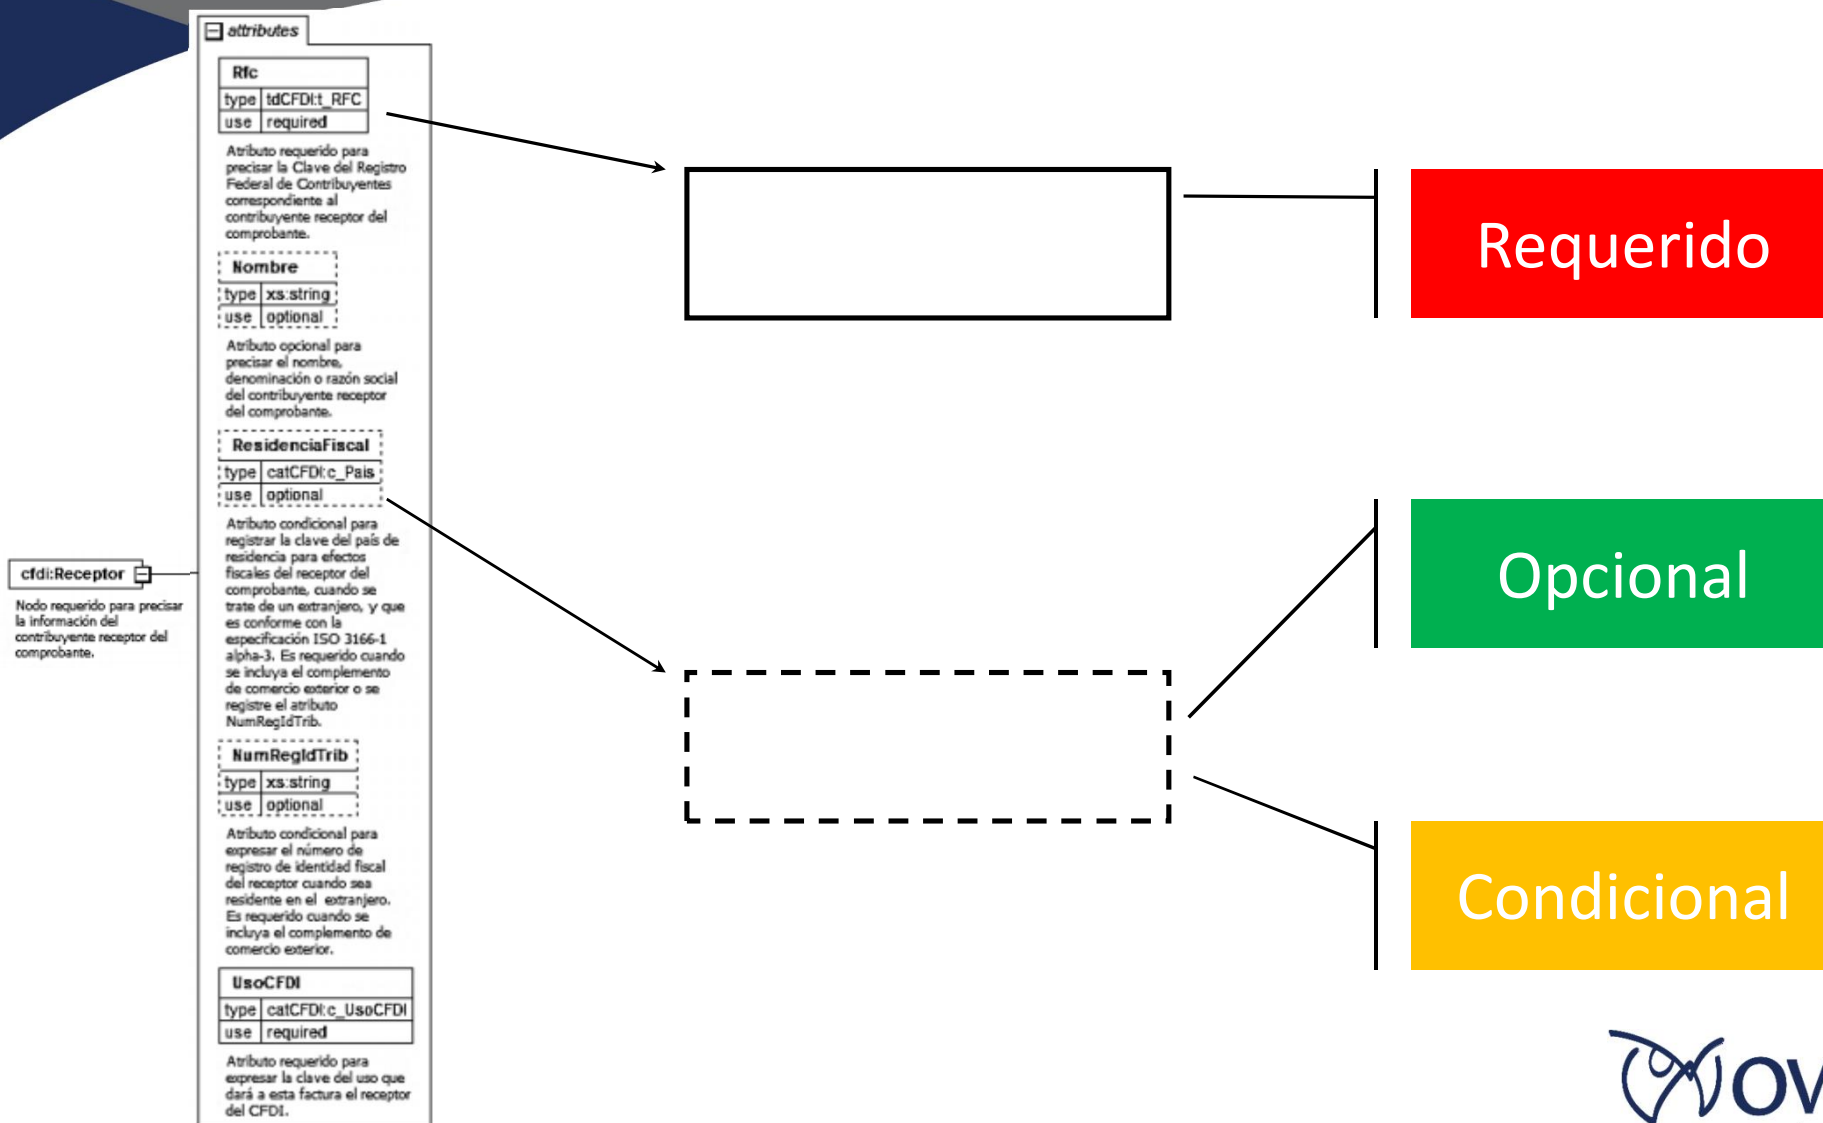 attributes
Rfc
type tdCFDI:t_RFC
use required
Atributo requerido para
precisar la Clave del Registro
Federal de Contribuyentes
correspondiente al
contribuyente receptor del
comprobante.
Nombre
type xs:string
use optional
Atributo opcional para
precisar el nombre,
denominación o razón social
del contribuyente receptor
del comprobante.
ResidenciaFiscal
type catCFDI:c_Pais
use optional
Atributo condicional para
registrar la clave del país de
residencia para efectos
fiscales del receptor del
comprobante, cuando se
trate de un extranjero, y que
es conforme con la
especificación ISO 3166-1
alpha-3. Es requerido cuando
se incluya el complemento
de comercio exterior o se
registre el atributo
NumRegIdTrib.
NumRegIdTrib
type xs:string
use optional
Atributo condicional para
expresar el número de
registro de identidad fiscal
del receptor cuando sea
residente en el extranjero.
Es requerido cuando se
incluya el complemento de
comercio exterior.
UsoCFDI
type catCFDI:c_UsoCFDI
use required
Atributo requerido para
expresar la clave del uso que
dará a esta factura el receptor
del CFDI.
cfdi:Receptor
Nodo requerido para precisar
la información del
contribuyente receptor del
comprobante.
Requerido
Opcional
Condicional